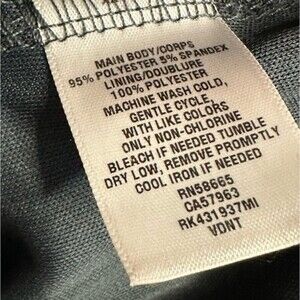 MAIN BODY/CORPS
95% POLYESTER 5% SPANDEX
LINING/DOUBLURE
100% POLYESTER
MACHINE WASH COLD,
GENTLE CYCLE,
WITH LIKE COLORS
ONLY NON-CHLORINE
BLEACH IF NEEDED TUMBLE
DRY LOW, REMOVE PROMPTLY
COOL IRON IF NEEDED
RN58665
CA57963
RK431937MI
VDNT